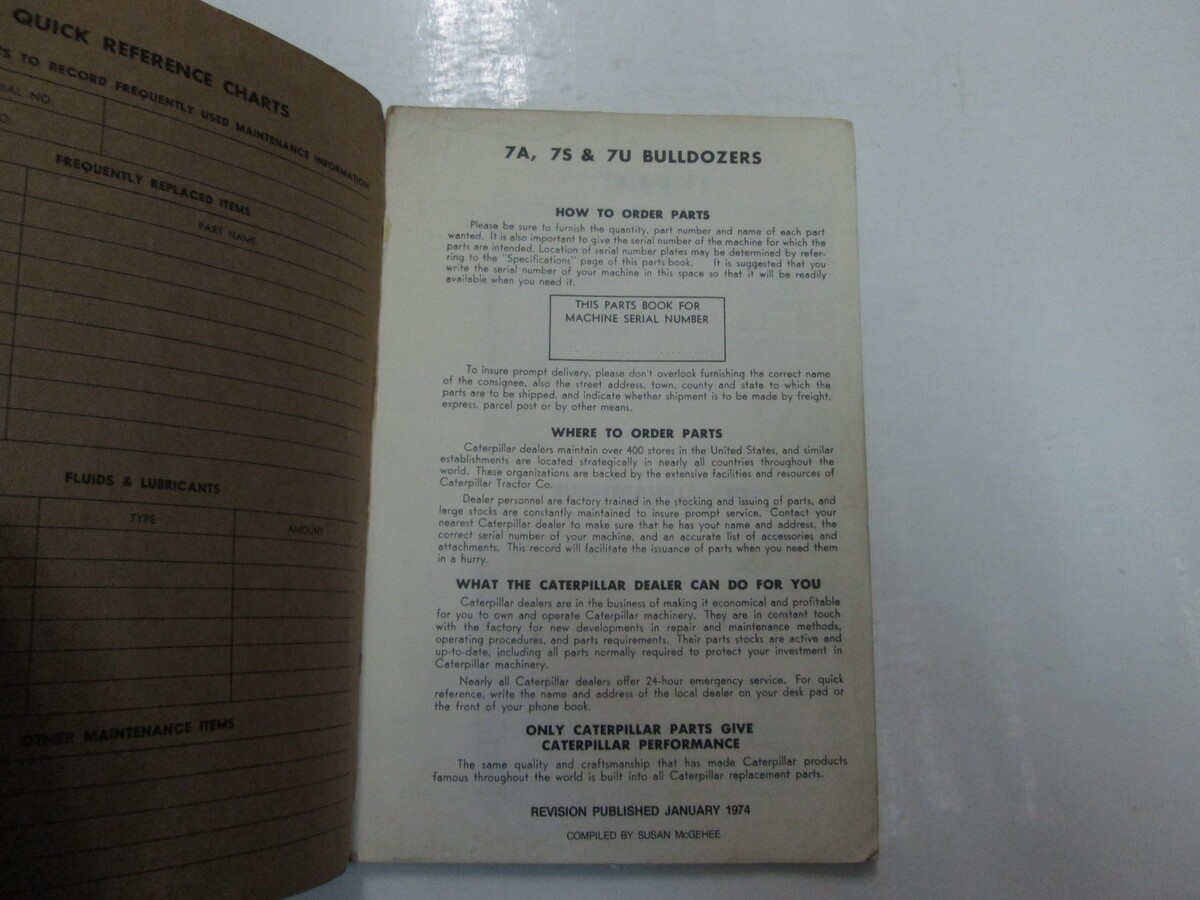 QUICK REFERENCE CHARTS
TO RECORD FREQUENTLY USED MAINTENANCE INFORMATION
NO.
FREQUENTLY REPLACED ITEMS
PART NAME
FLUIDS & LUBRICANTS
TYPE AMOUNT
OTHER MAINTENANCE ITEMS
7A, 7S & 7U BULLDOZERS
HOW TO ORDER PARTS
Please be sure to furnish the quantity, part number and name of each part
wanted. It is also important to give the serial number of the machine for which the
parts are intended. Location of serial number plates may be determined by refer-
ring to the "Specifications" page of this parts book. It is suggested that you
write the serial number of your machine in this space so that it will be readily
available when you need it.
THIS PARTS BOOK FOR
MACHINE SERIAL NUMBER
To insure prompt delivery, please don't overlook furnishing the correct name
of the consignee, also the street address, town, county and state to which the
parts are to be shipped, and indicate whether shipment is to be made by freight,
express, parcel post or by other means.
WHERE TO ORDER PARTS
Caterpillar dealers maintain over 400 stores in the United States, and similar
establishments are located strategically in nearly all countries throughout the
world. These organizations are backed by the extensive facilities and resources of
Caterpillar Tractor Co.
Dealer personnel are factory trained in the stocking and issuing of parts, and
large stocks are constantly maintained to insure prompt service. Contact your
nearest Caterpillar dealer to make sure that he has your name and address, the
correct serial number of your machine, and an accurate list of accessories and
attachments. This record will facilitate the issuance of parts when you need them
in a hurry.
WHAT THE CATERPILLAR DEALER CAN DO FOR YOU
Caterpillar dealers are in the business of making it economical and profitable
for you to own and operate Caterpillar machinery. They are in constant touch
with the factory for new developments in repair and maintenance methods,
operating procedures, and parts requirements. Their parts stocks are active and
up-to-date, including all parts normally required to protect your investment in
Caterpillar machinery.
Nearly all Caterpillar dealers offer 24-hour emergency service. For quick
reference, write the name and address of the local dealer on your desk pad or
the front of your phone book.
ONLY CATERPILLAR PARTS GIVE
CATERPILLAR PERFORMANCE
The same quality and craftsmanship that has made Caterpillar products
famous throughout the world is built into all Caterpillar replacement parts.
REVISION PUBLISHED JANUARY 1974
COMPILED BY SUSAN McGEHEE